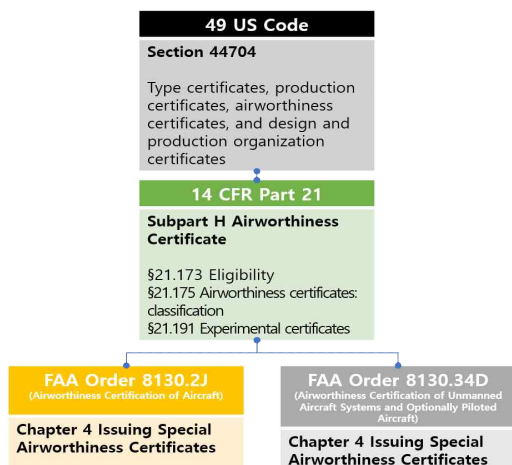 49 US Code
Section 44704
Type certificates, production
certificates, airworthiness
certificates, and design and
production organization
certificates
14 CFR Part 21
Subpart H Airworthiness
Certificate
§21.173 Eligibility
§21.175 Airworthiness certificates:
classification
§21.191 Experimental certificates
FAA Order 8130.2J
(Airworthiness Certification of Aircraft)
Chapter 4 Issuing Special
Airworthiness Certificates
FAA Order 8130.34D
(Airworthiness Certification of Unmanned
Aircraft Systems and Optionally Piloted
Aircraft)
Chapter 4 Issuing Special
Airworthiness Certificates